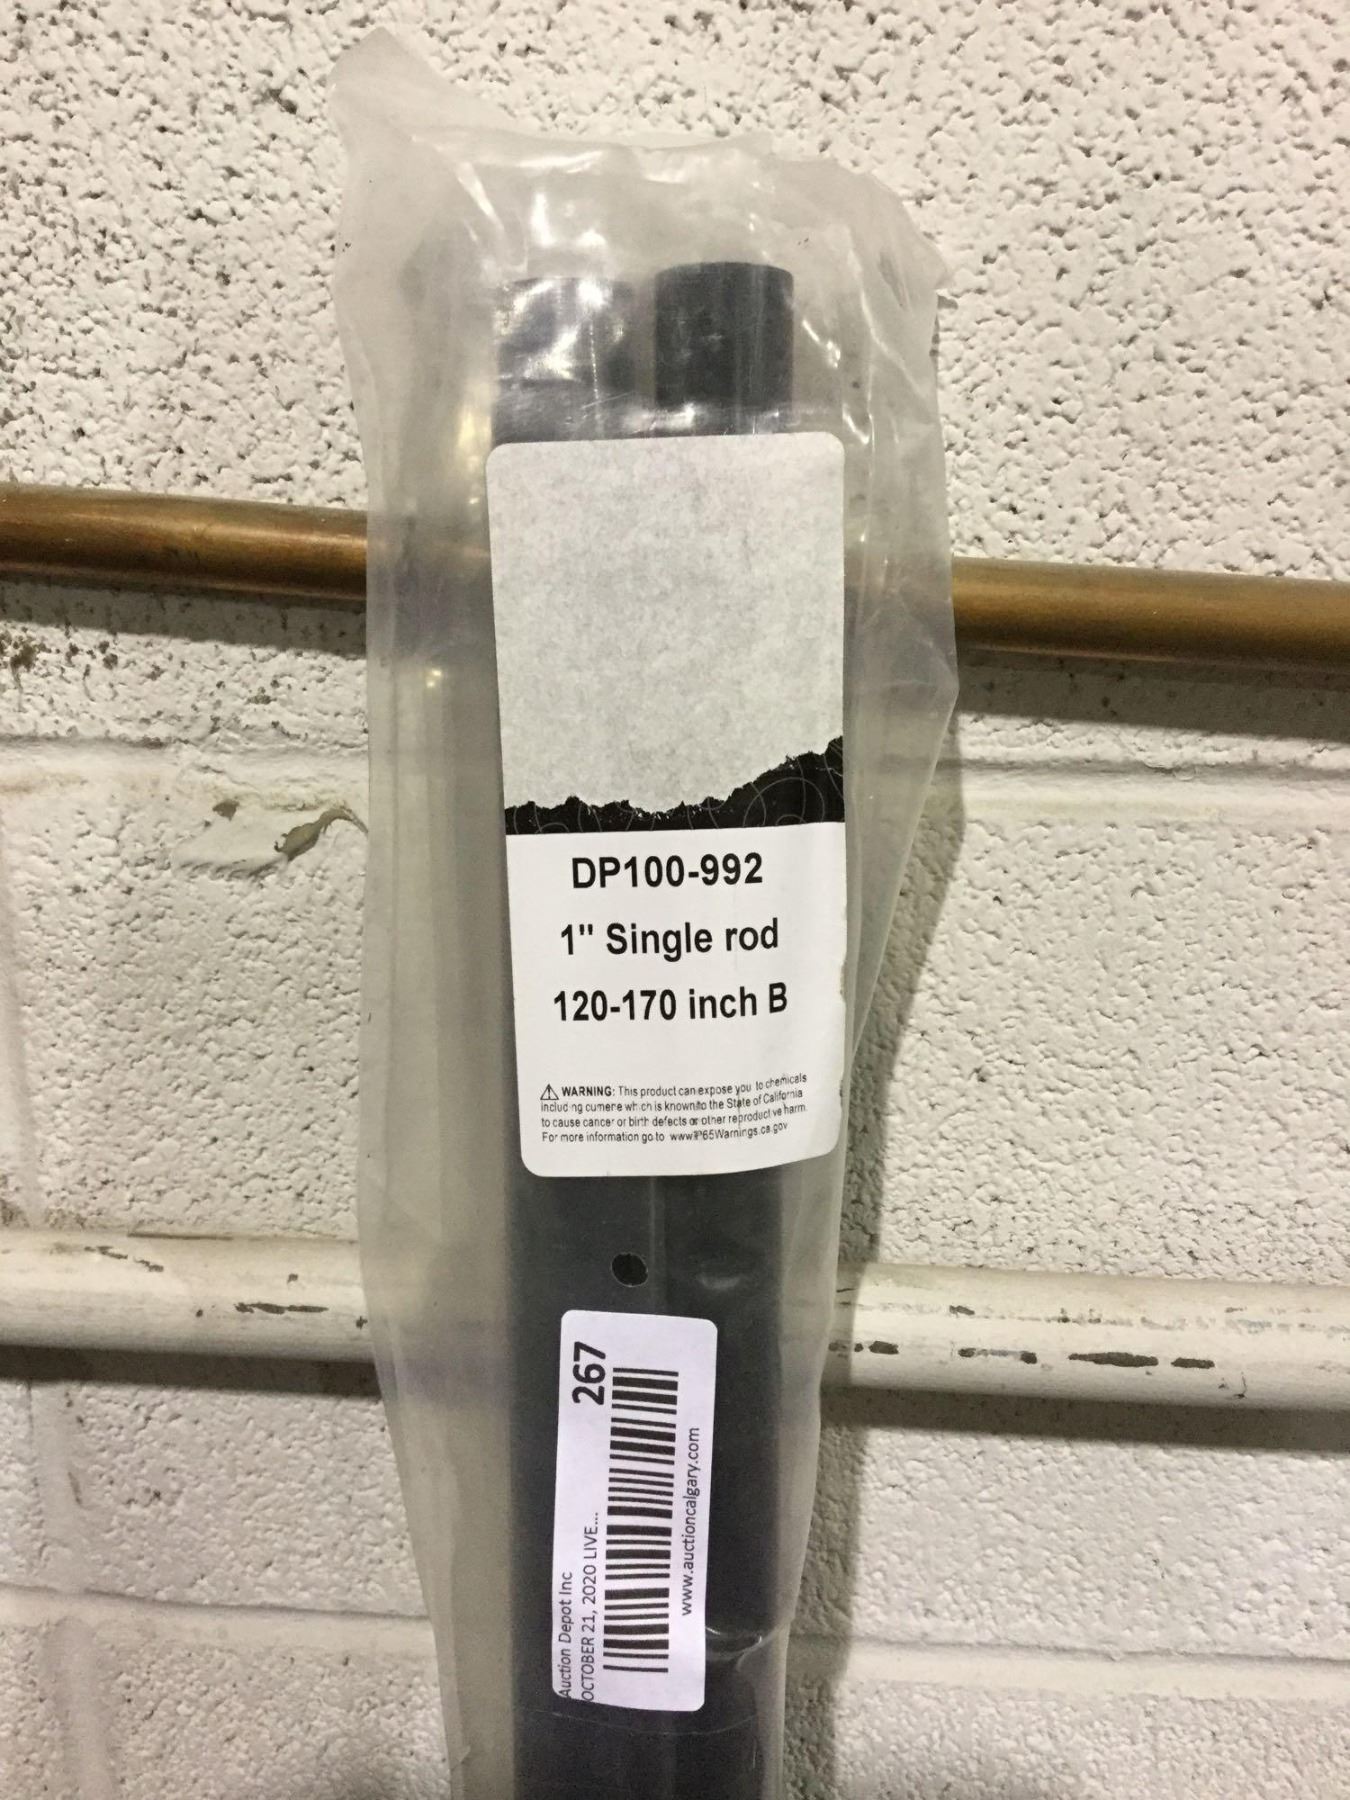 DP100-992
1" Single rod
120-170 inch B
⚠ WARNING: This product can expose you to chemicals
including cumene which is known to the State of California
to cause cancer or birth defects or other reproductive harm.
For more information go to www.P65Warnings.ca.gov
267
Auction Depot Inc
OCTOBER 21, 2020 LIVE...
www.auctioncalgary.com